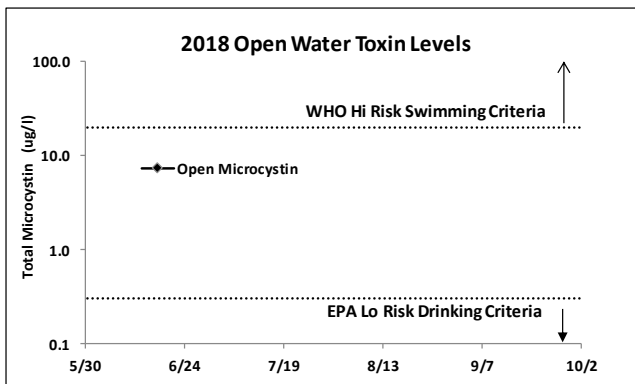 2018 Open Water Toxin Levels
100.0
WHO Hi Risk Swimming Criteria
10.0
Open Microcystin
Total Microcystin (ug/l)
1.0
EPA Lo Risk Drinking Criteria
0.1
5/30 6/24 7/19 8/13 9/7 10/2